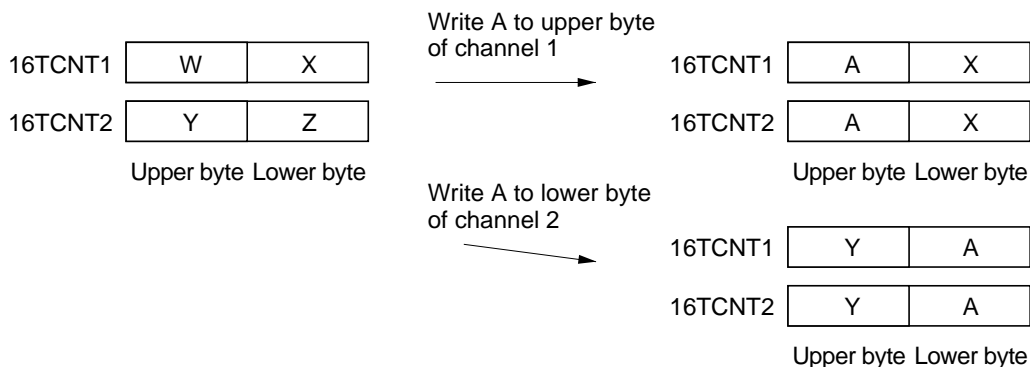 Write A to upper byte
of channel 1
16TCNT1 W X
16TCNT1 A X
16TCNT2 Y Z
16TCNT2 A X
Upper byte Lower byte
Upper byte Lower byte
Write A to lower byte
of channel 2
16TCNT1 Y A
16TCNT2 Y A
Upper byte Lower byte